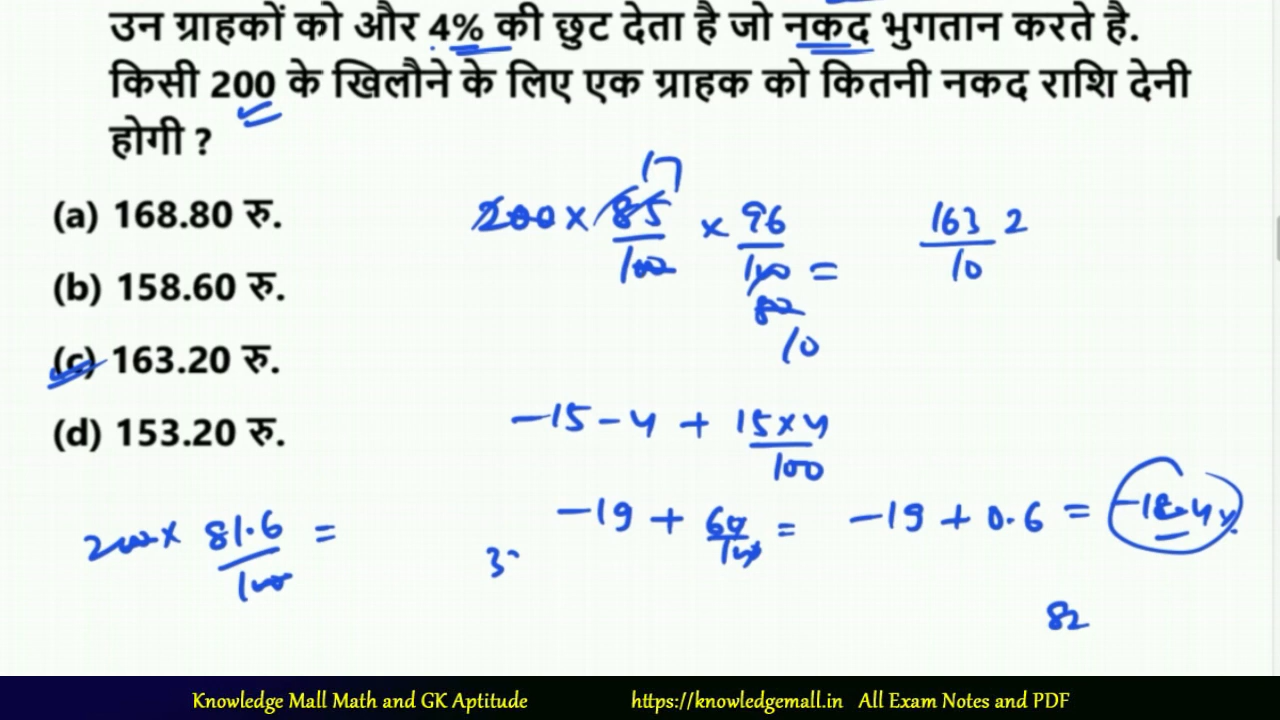 उन ग्राहकों को और 4% की छुट देता है जो नकद भुगतान करते है.
किसी 200 के खिलौने के लिए एक ग्राहक को कितनी नकद राशि देनी
होगी ?
(a) 168.80 रु.
(b) 158.60 रु.
(c) 163.20 रु.
(d) 153.20 रु.
17
200 × 85/100 × 96/100 = 1632/10
10
-15 - 4 + 15×4/100
-19 + 60/100 = -19 + 0.6 = -18.4%
200 × 81.6/100 =
82
Knowledge Mall Math and GK Aptitude
https://knowledgemall.in All Exam Notes and PDF